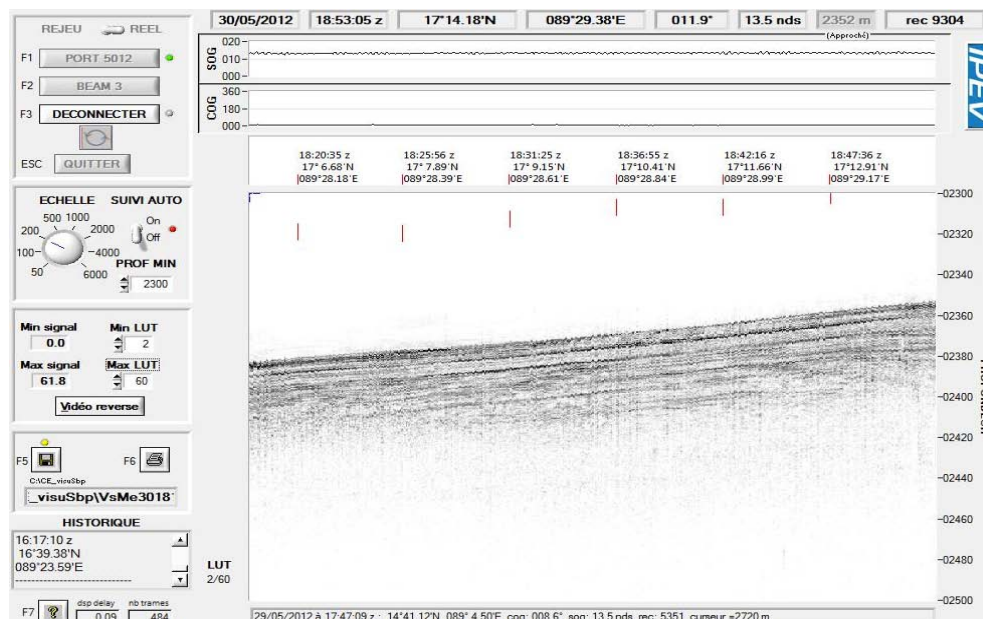 30/05/2012 18:53:05 z 17°14.18'N 089°29.38'E 011.9° 13.5 nds 2352 m rec 9304
(Approché)
REJEU REEL
F1 PORT 5012
F2 BEAM 3
F3 DECONNECTER
ESC QUITTER
ECHELLE SUIVI AUTO
50 100 200 500 1000 2000 4000 6000
On
Off
PROF MIN
2300
Min signal Min LUT
0.0 2
Max signal Max LUT
61.8 60
Vidéo reverse
F5 F6
C:\CE_visuSbp
:_visuSbp\VsMe3018
HISTORIQUE
16:17:10 z
16°39.38'N
089°23.59'E
------------------------------
F7 ? dsp delay nb trames
0.09 484
SOG
020
010
000
COG
360
180
000
IPEV
18:20:35 z 18:25:56 z 18:31:25 z 18:36:55 z 18:42:16 z 18:47:36 z
17° 6.68'N 17° 7.89'N 17° 9.15'N 17°10.41'N 17°11.66'N 17°12.91'N
089°28.18'E 089°28.39'E 089°28.61'E 089°28.84'E 089°28.99'E 089°29.17'E
02300
02320
02340
02360
02380
02400
02420
02440
02460
02480
02500
LUT
2/60
29/05/2012 à 17:47:09 z : 14°41.12'N 089° 4.50'E cog: 008.6° sog: 13.5 nds rec: 5351 curseur =2720 m